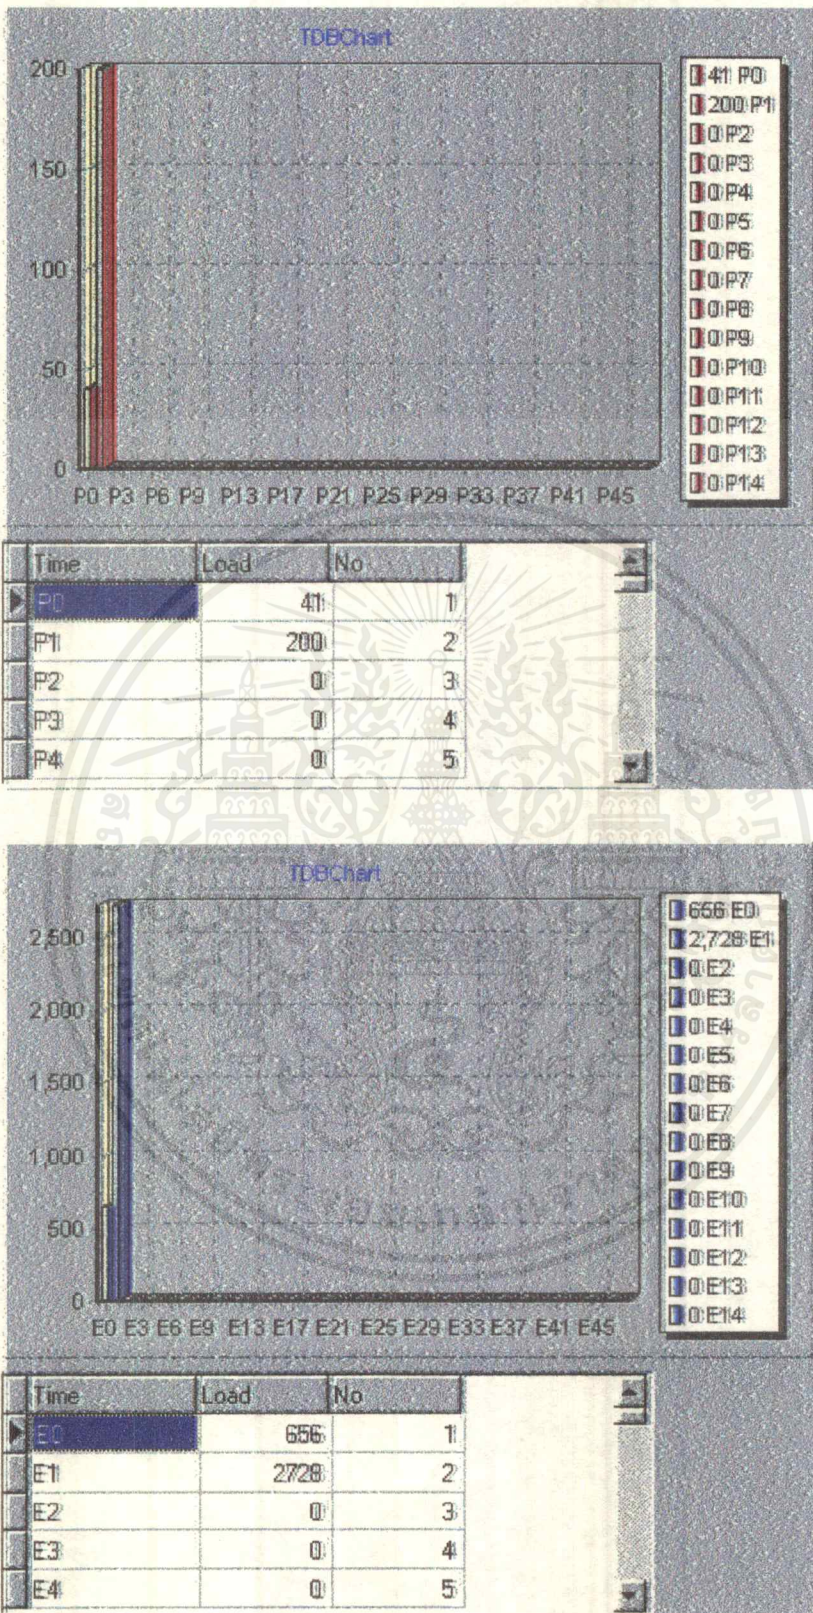 TDBChart
200
150
100
50
0
P0 P3 P6 P9 P13 P17 P21 P25 P29 P33 P37 P41 P45
41 P0
200 P1
0 P2
0 P3
0 P4
0 P5
0 P6
0 P7
0 P8
0 P9
0 P10
0 P11
0 P12
0 P13
0 P14
Time Load No
P0 41 1
P1 200 2
P2 0 3
P3 0 4
P4 0 5
TDBChart
2,500
2,000
1,500
1,000
500
0
E0 E3 E6 E9 E13 E17 E21 E25 E29 E33 E37 E41 E45
656 E0
2,728 E1
0 E2
0 E3
0 E4
0 E5
0 E6
0 E7
0 E8
0 E9
0 E10
0 E11
0 E12
0 E13
0 E14
Time Load No
E0 656 1
E1 2728 2
E2 0 3
E3 0 4
E4 0 5